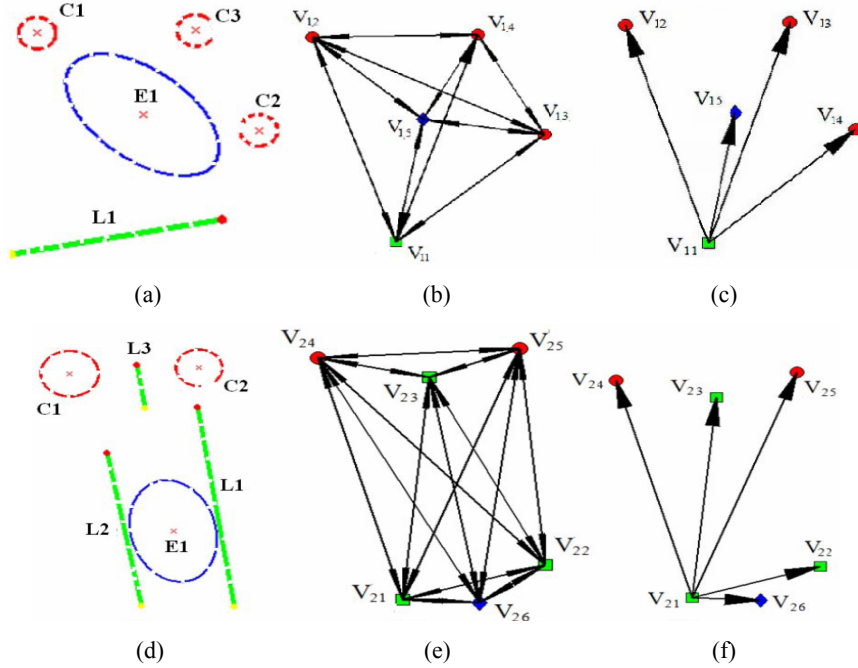 C1
C3
E1
C2
L1
V12
V14
V15
V13
V11
V12
V13
V15
V14
V11
(a) (b) (c)
L3
C1
C2
L1
L2
E1
V24
V25
V23
V22
V21
V26
V24
V23
V25
V22
V21
V26
(d) (e) (f)